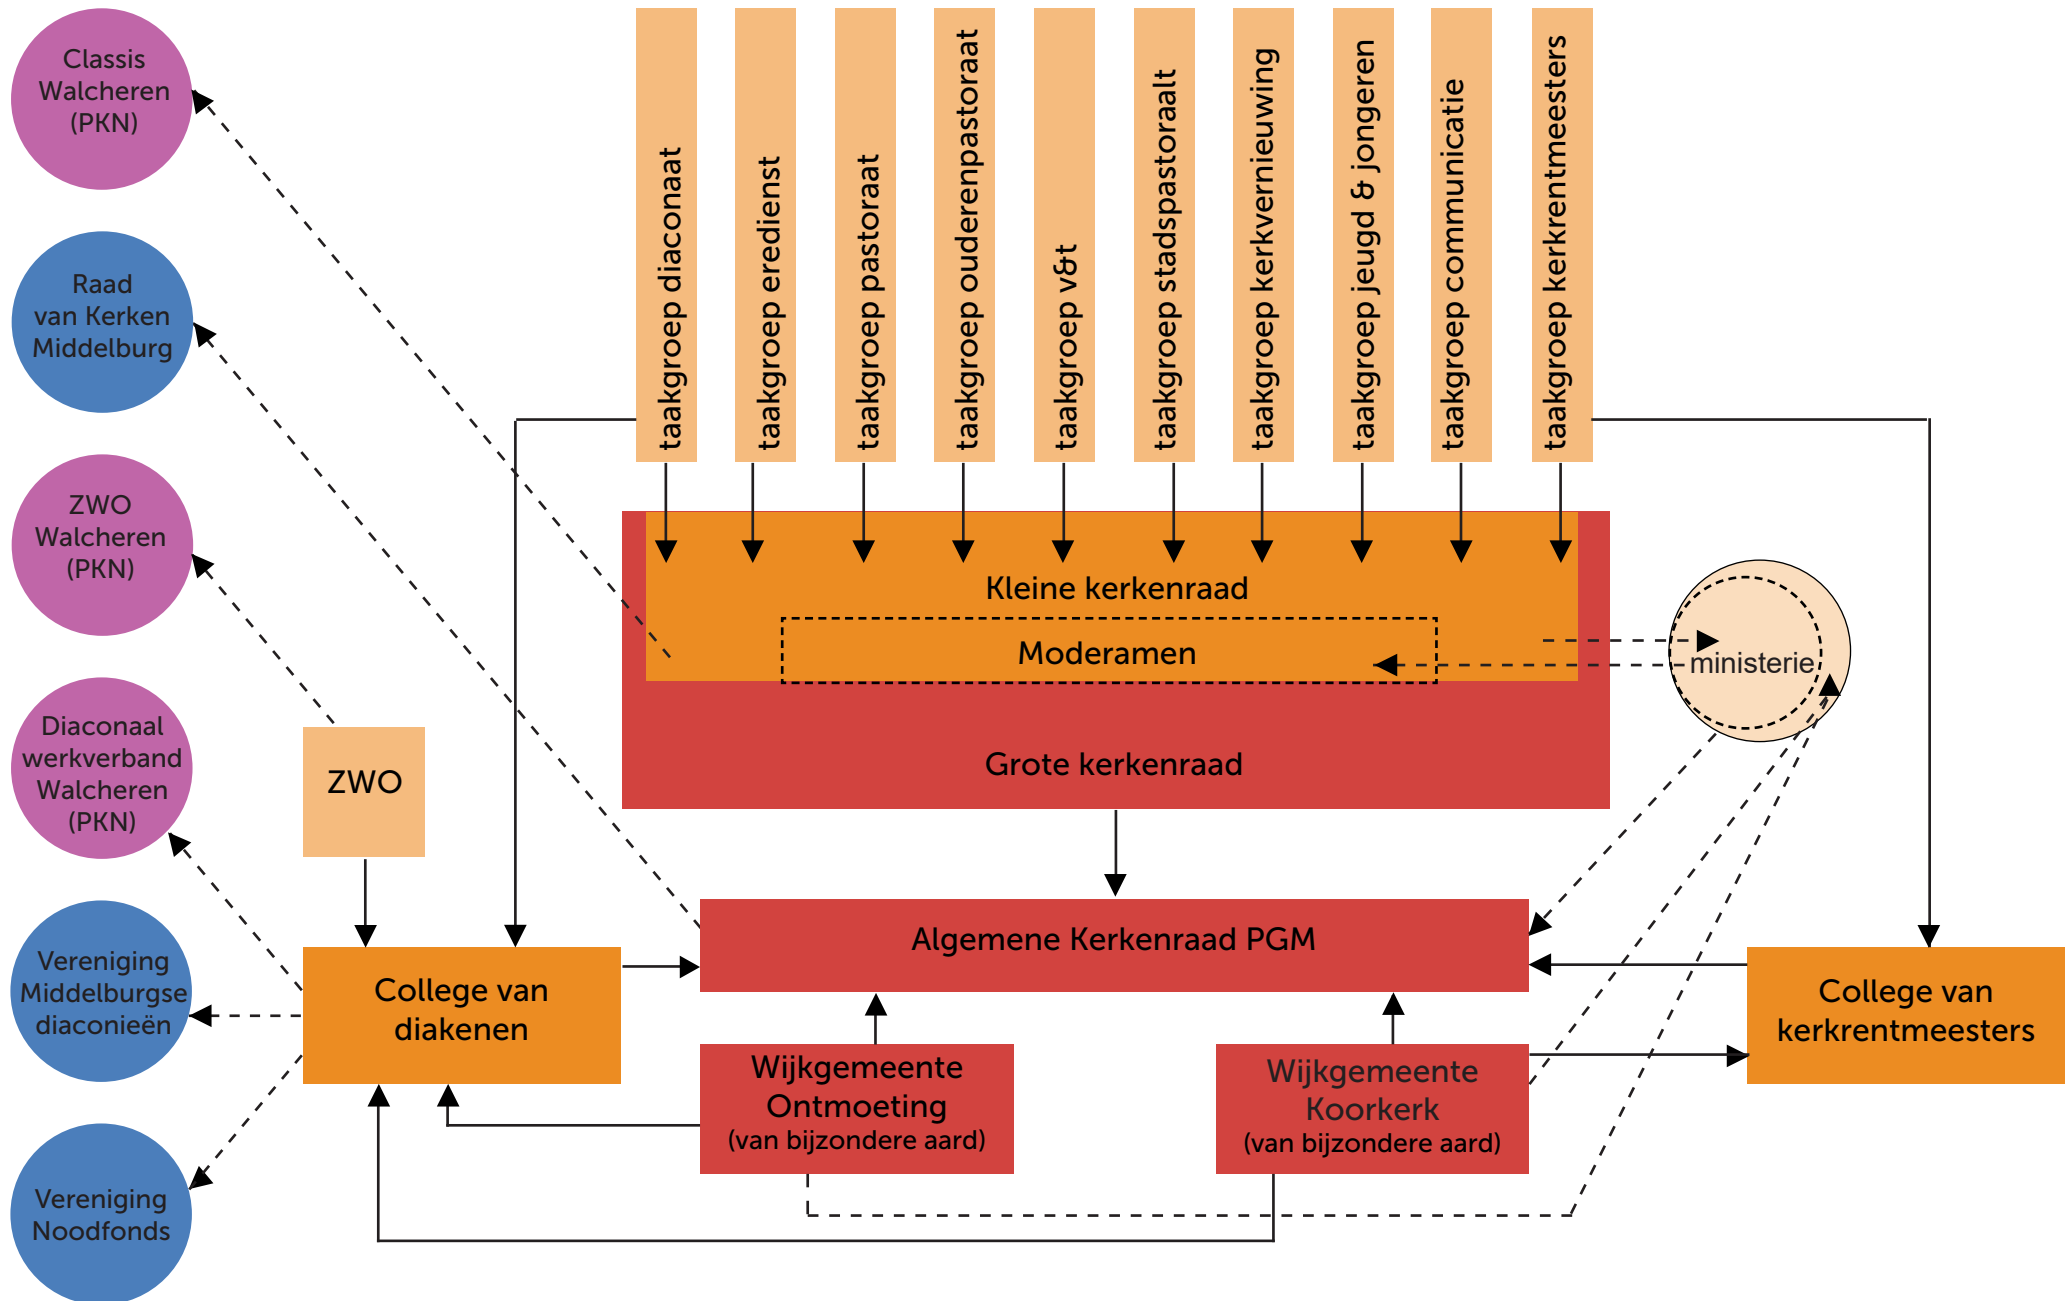 Classis
Walcheren
(PKN)
Raad
van Kerken
Middelburg
ZWO
Walcheren
(PKN)
Diaconaal
werkverband
Walcheren
(PKN)
Vereniging
Middelburgse
diaconieën
Vereniging
Noodfonds
taakgroep diaconaat
taakgroep eredienst
taakgroep pastoraat
taakgroep ouderenpastoraat
taakgroep v&t
taakgroep stadspastoraalt
taakgroep kerkvernieuwing
taakgroep jeugd & jongeren
taakgroep communicatie
taakgroep kerkrentmeesters
Kleine kerkenraad
Moderamen
Grote kerkenraad
ministerie
ZWO
Algemene Kerkenraad PGM
College van
diakenen
College van
kerkrentmeesters
Wijkgemeente
Ontmoeting
(van bijzondere aard)
Wijkgemeente
Koorkerk
(van bijzondere aard)